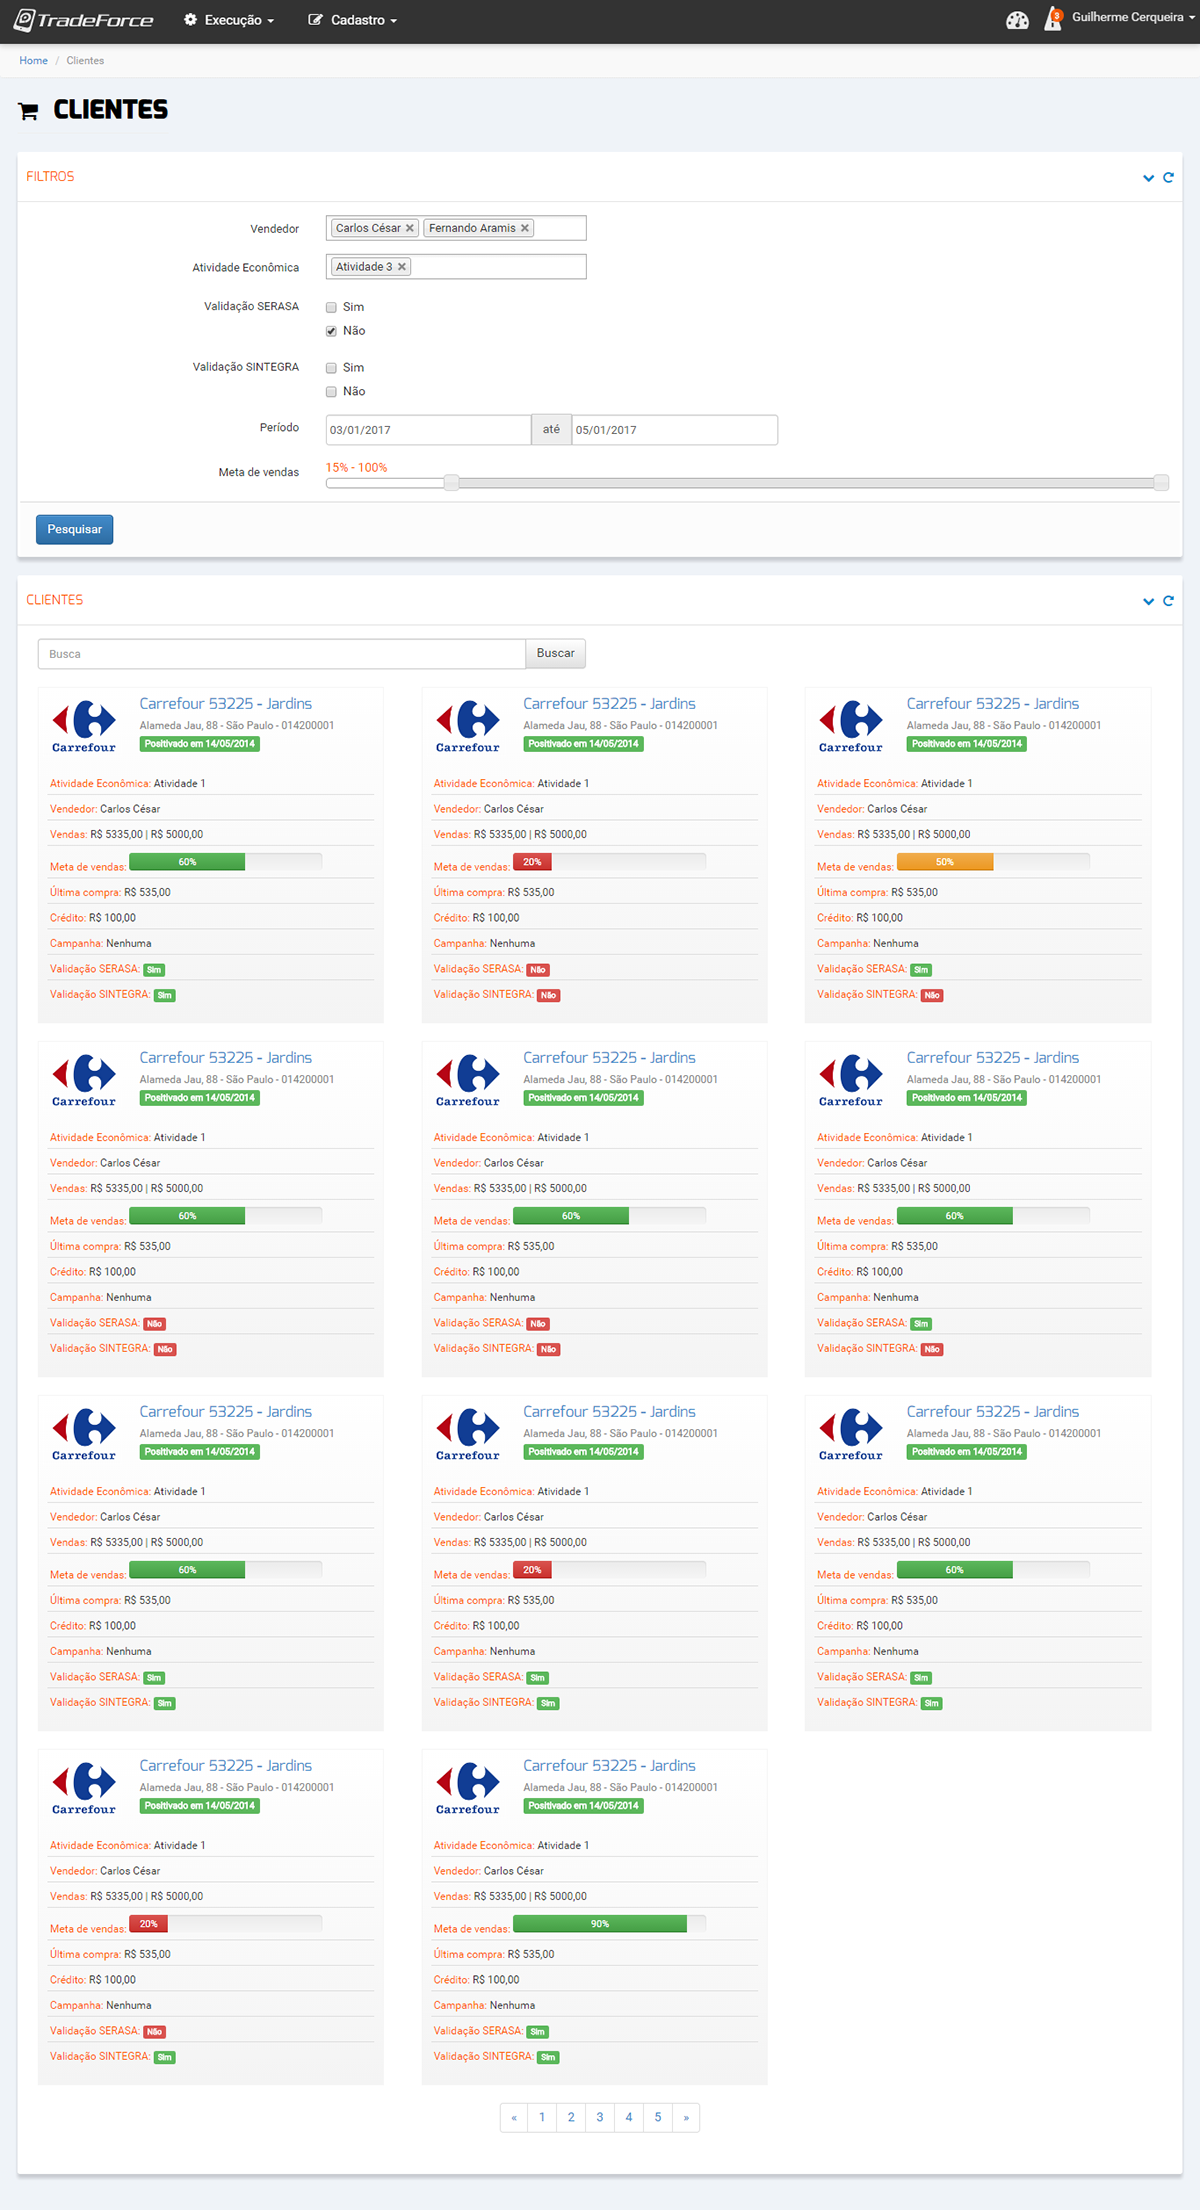 TradeForce Execução Cadastro 3 Guilherme Cerqueira
Home / Clientes
CLIENTES
FILTROS
Vendedor Carlos César × Fernando Aramis ×
Atividade Econômica Atividade 3 ×
Validação SERASA Sim
Não
Validação SINTEGRA Sim
Não
Período 03/01/2017 até 05/01/2017
Meta de vendas 15% - 100%
Pesquisar
CLIENTES
Busca Buscar
Carrefour 53225 - Jardins
Alameda Jau, 88 - São Paulo - 014200001
Positivado em 14/05/2014
Carrefour
Atividade Econômica: Atividade 1
Vendedor: Carlos César
Vendas: R$ 5335,00 | R$ 5000,00
Meta de vendas: 60%
Última compra: R$ 535,00
Crédito: R$ 100,00
Campanha: Nenhuma
Validação SERASA: Sim
Validação SINTEGRA: Sim
Carrefour 53225 - Jardins
Alameda Jau, 88 - São Paulo - 014200001
Positivado em 14/05/2014
Carrefour
Atividade Econômica: Atividade 1
Vendedor: Carlos César
Vendas: R$ 5335,00 | R$ 5000,00
Meta de vendas: 20%
Última compra: R$ 535,00
Crédito: R$ 100,00
Campanha: Nenhuma
Validação SERASA: Não
Validação SINTEGRA: Não
Carrefour 53225 - Jardins
Alameda Jau, 88 - São Paulo - 014200001
Positivado em 14/05/2014
Carrefour
Atividade Econômica: Atividade 1
Vendedor: Carlos César
Vendas: R$ 5335,00 | R$ 5000,00
Meta de vendas: 50%
Última compra: R$ 535,00
Crédito: R$ 100,00
Campanha: Nenhuma
Validação SERASA: Sim
Validação SINTEGRA: Não
Carrefour 53225 - Jardins
Alameda Jau, 88 - São Paulo - 014200001
Positivado em 14/05/2014
Carrefour
Atividade Econômica: Atividade 1
Vendedor: Carlos César
Vendas: R$ 5335,00 | R$ 5000,00
Meta de vendas: 60%
Última compra: R$ 535,00
Crédito: R$ 100,00
Campanha: Nenhuma
Validação SERASA: Não
Validação SINTEGRA: Não
Carrefour 53225 - Jardins
Alameda Jau, 88 - São Paulo - 014200001
Positivado em 14/05/2014
Carrefour
Atividade Econômica: Atividade 1
Vendedor: Carlos César
Vendas: R$ 5335,00 | R$ 5000,00
Meta de vendas: 60%
Última compra: R$ 535,00
Crédito: R$ 100,00
Campanha: Nenhuma
Validação SERASA: Não
Validação SINTEGRA: Não
Carrefour 53225 - Jardins
Alameda Jau, 88 - São Paulo - 014200001
Positivado em 14/05/2014
Carrefour
Atividade Econômica: Atividade 1
Vendedor: Carlos César
Vendas: R$ 5335,00 | R$ 5000,00
Meta de vendas: 60%
Última compra: R$ 535,00
Crédito: R$ 100,00
Campanha: Nenhuma
Validação SERASA: Sim
Validação SINTEGRA: Não
Carrefour 53225 - Jardins
Alameda Jau, 88 - São Paulo - 014200001
Positivado em 14/05/2014
Carrefour
Atividade Econômica: Atividade 1
Vendedor: Carlos César
Vendas: R$ 5335,00 | R$ 5000,00
Meta de vendas: 60%
Última compra: R$ 535,00
Crédito: R$ 100,00
Campanha: Nenhuma
Validação SERASA: Sim
Validação SINTEGRA: Sim
Carrefour 53225 - Jardins
Alameda Jau, 88 - São Paulo - 014200001
Positivado em 14/05/2014
Carrefour
Atividade Econômica: Atividade 1
Vendedor: Carlos César
Vendas: R$ 5335,00 | R$ 5000,00
Meta de vendas: 20%
Última compra: R$ 535,00
Crédito: R$ 100,00
Campanha: Nenhuma
Validação SERASA: Sim
Validação SINTEGRA: Sim
Carrefour 53225 - Jardins
Alameda Jau, 88 - São Paulo - 014200001
Positivado em 14/05/2014
Carrefour
Atividade Econômica: Atividade 1
Vendedor: Carlos César
Vendas: R$ 5335,00 | R$ 5000,00
Meta de vendas: 60%
Última compra: R$ 535,00
Crédito: R$ 100,00
Campanha: Nenhuma
Validação SERASA: Sim
Validação SINTEGRA: Sim
Carrefour 53225 - Jardins
Alameda Jau, 88 - São Paulo - 014200001
Positivado em 14/05/2014
Carrefour
Atividade Econômica: Atividade 1
Vendedor: Carlos César
Vendas: R$ 5335,00 | R$ 5000,00
Meta de vendas: 20%
Última compra: R$ 535,00
Crédito: R$ 100,00
Campanha: Nenhuma
Validação SERASA: Não
Validação SINTEGRA: Sim
Carrefour 53225 - Jardins
Alameda Jau, 88 - São Paulo - 014200001
Positivado em 14/05/2014
Carrefour
Atividade Econômica: Atividade 1
Vendedor: Carlos César
Vendas: R$ 5335,00 | R$ 5000,00
Meta de vendas: 90%
Última compra: R$ 535,00
Crédito: R$ 100,00
Campanha: Nenhuma
Validação SERASA: Sim
Validação SINTEGRA: Sim
« 1 2 3 4 5 »